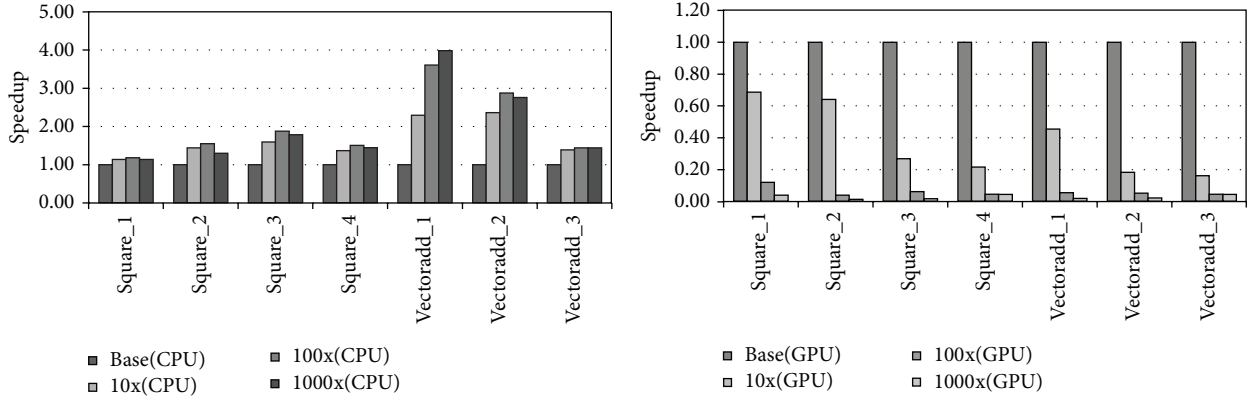 Speedup
5.00
4.00
3.00
2.00
1.00
0.00
Square_1
Square_2
Square_3
Square_4
Vectoradd_1
Vectoradd_2
Vectoradd_3
Base(CPU)
100x(CPU)
10x(CPU)
1000x(CPU)
Speedup
1.20
1.00
0.80
0.60
0.40
0.20
0.00
Square_1
Square_2
Square_3
Square_4
Vectoradd_1
Vectoradd_2
Vectoradd_3
Base(GPU)
100x(GPU)
10x(GPU)
1000x(GPU)